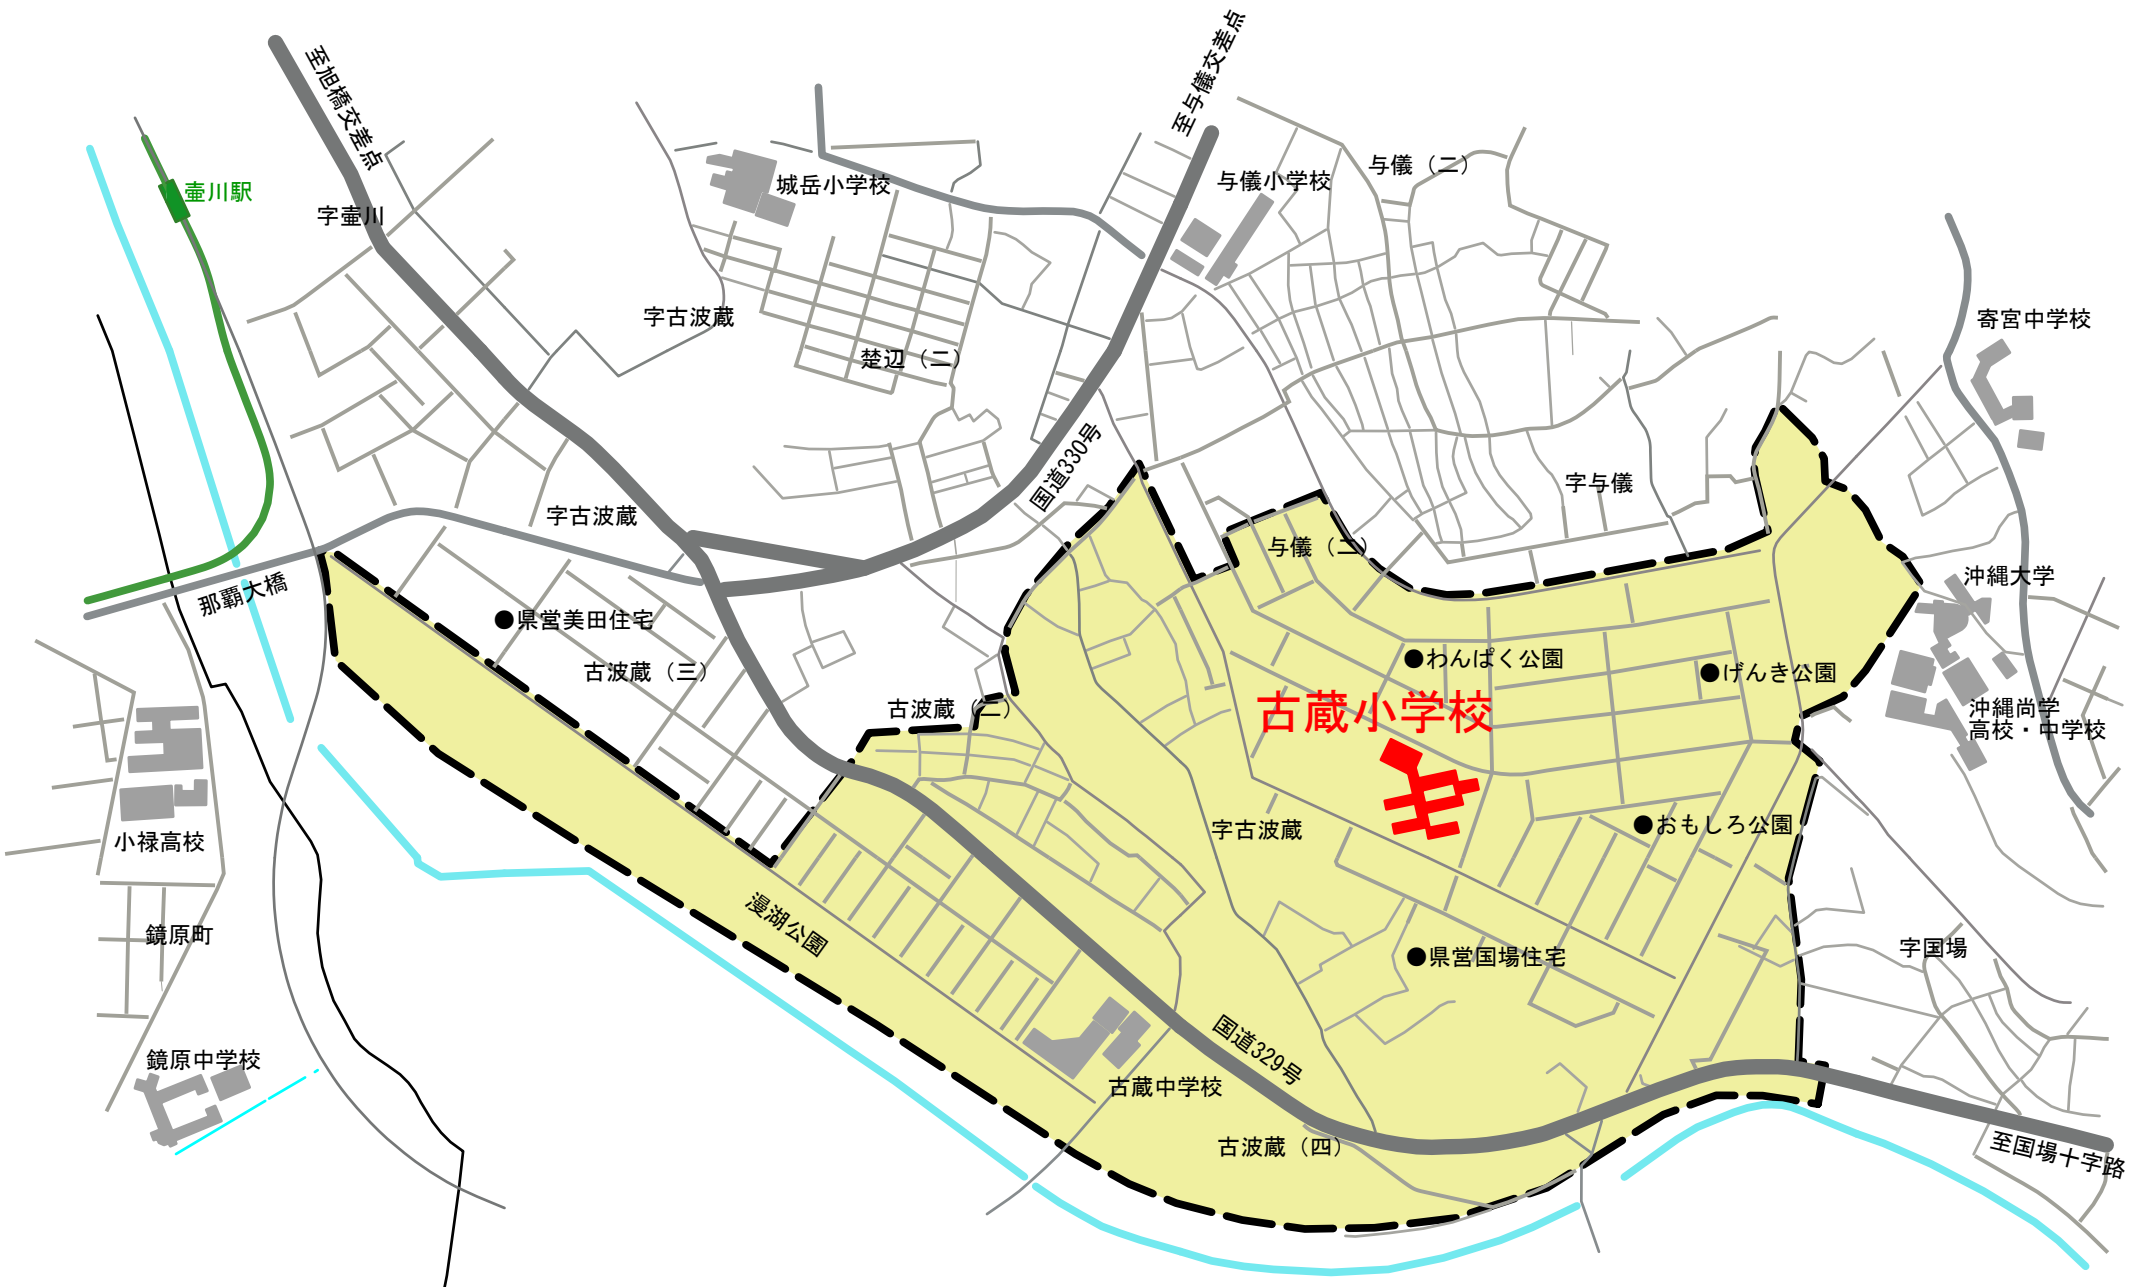 至旭橋交差点
至与儀交差点
壷川駅
字壷川
城岳小学校
与儀小学校
与儀（二）
字古波蔵
楚辺（二）
寄宮中学校
国道330号
字与儀
字古波蔵
与儀（二）
那覇大橋
●県営美田住宅
沖縄大学
古波蔵（三）
●わんぱく公園
●げんき公園
古波蔵（二）
古蔵小学校
沖縄尚学
高校・中学校
小禄高校
字古波蔵
●おもしろ公園
漫湖公園
鏡原町
●県営国場住宅
字国場
国道329号
鏡原中学校
古蔵中学校
古波蔵（四）
至国場十字路